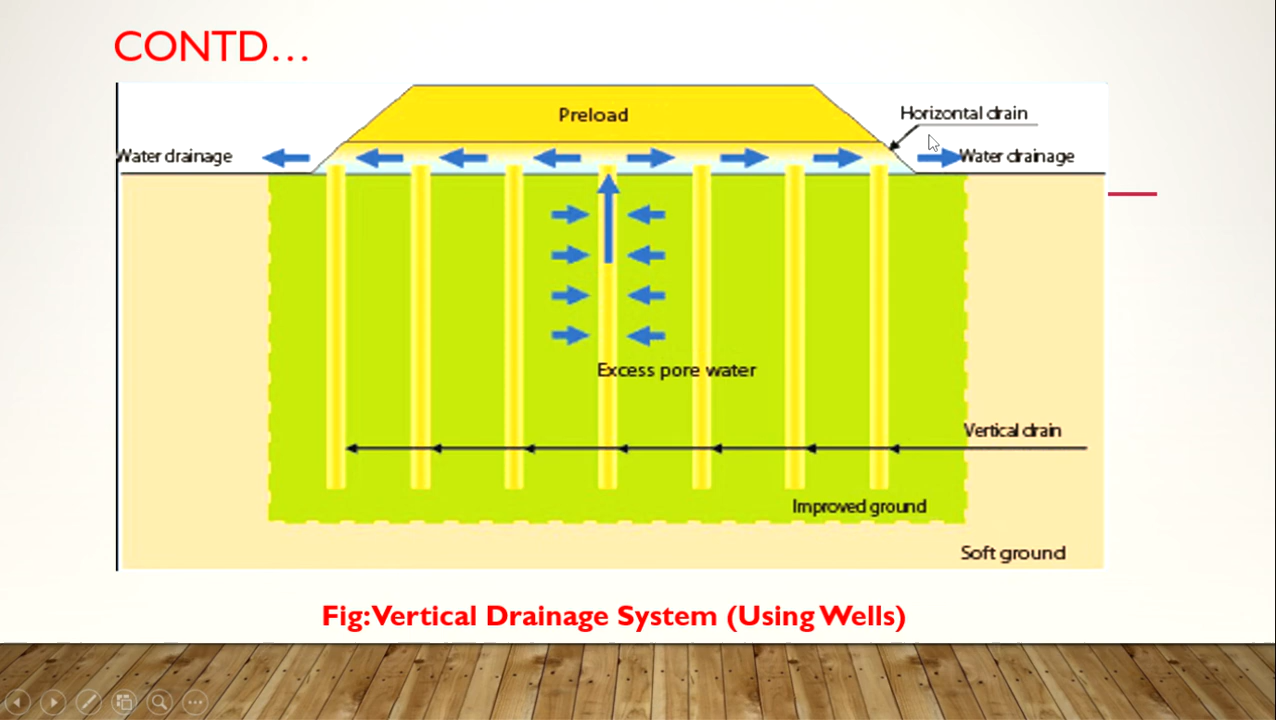 CONTD...
Preload
Horizontal drain
Water drainage
Water drainage
Excess pore water
Vertical drain
Improved ground
Soft ground
Fig:Vertical Drainage System (Using Wells)